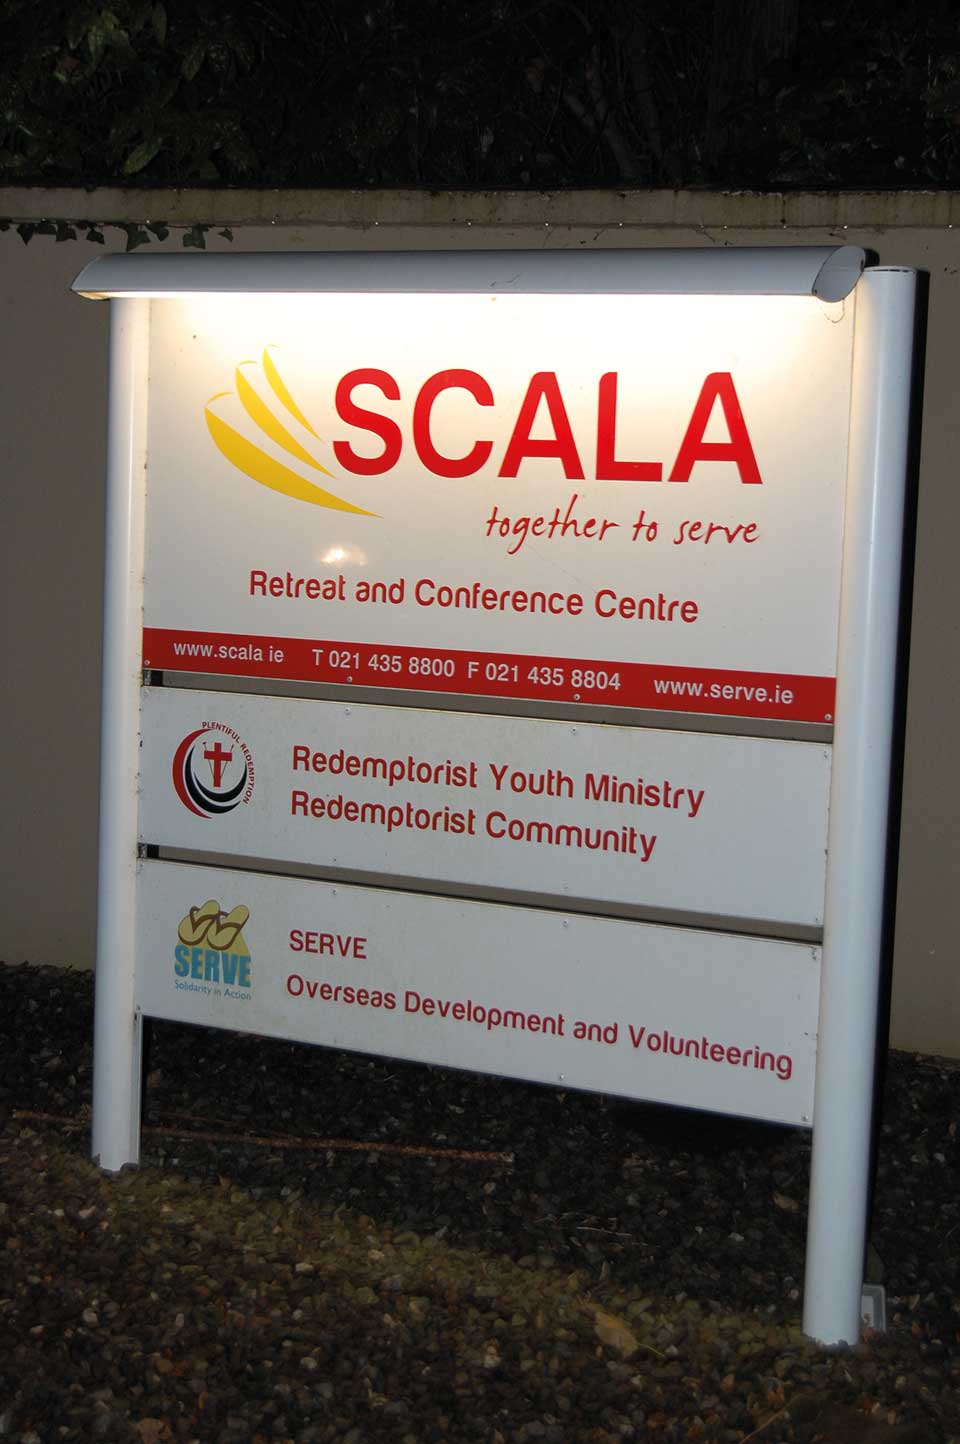 SCALA
together to serve
Retreat and Conference Centre
www.scala ie T 021 435 8800 F 021 435 8804 www.serve.ie
PLENTIFUL REDEMPTION
Redemptorist Youth Ministry
Redemptorist Community
SERVE
Solidarity in Action
SERVE
Overseas Development and Volunteering